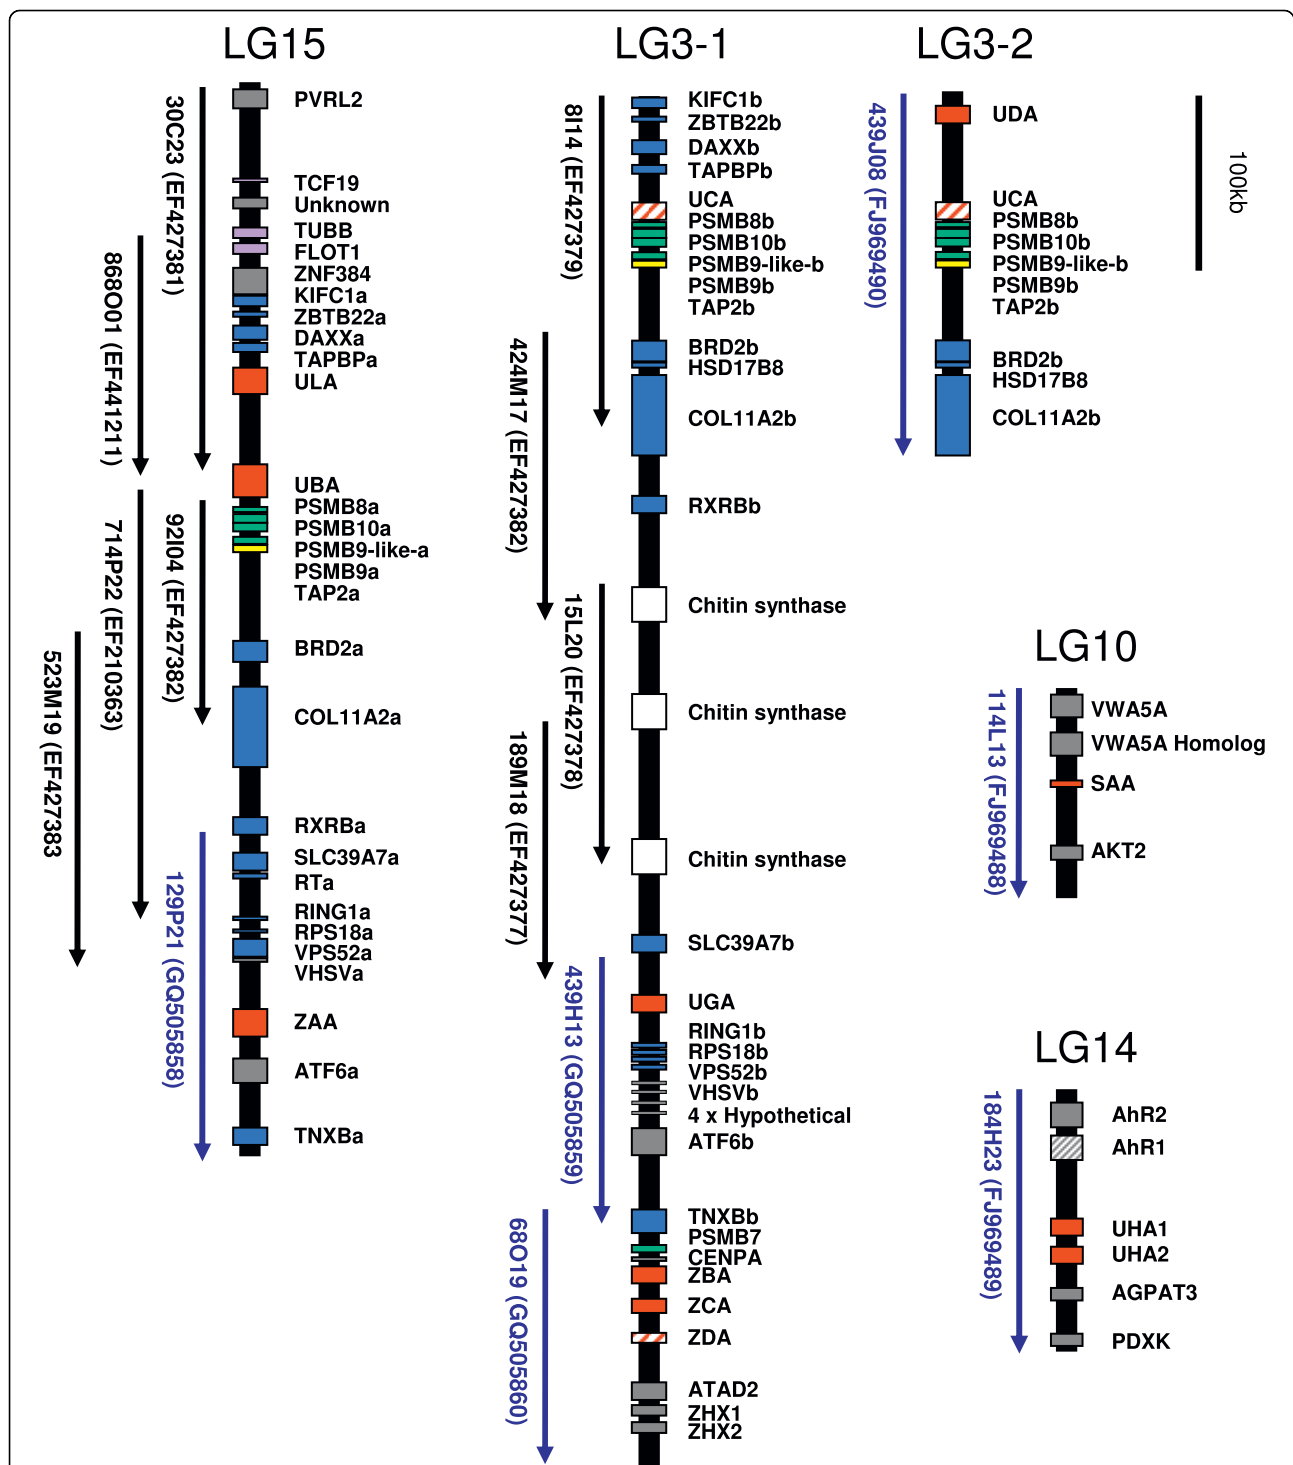 LG15
30C23 (EF427381)
868O01 (EF441211)
714P22 (EF210363)
92I04 (EF427382)
523M19 (EF427383
129P21 (GQ505858)
PVRL2
TCF19
Unknown
TUBB
FLOT1
ZNF384
KIFC1a
ZBTB22a
DAXXa
TAPBPa
ULA
UBA
PSMB8a
PSMB10a
PSMB9-like-a
PSMB9a
TAP2a
BRD2a
COL11A2a
RXRBa
SLC39A7a
RTa
RING1a
RPS18a
VPS52a
VHSVa
ZAA
ATF6a
TNXBa
LG3-1
8I14 (EF427379)
424M17 (EF427382)
15L20 (EF427378)
189M18 (EF427377)
439H13 (GQ505859)
68O19 (GQ505860)
KIFC1b
ZBTB22b
DAXXb
TAPBPb
UCA
PSMB8b
PSMB10b
PSMB9-like-b
PSMB9b
TAP2b
BRD2b
HSD17B8
COL11A2b
RXRBb
Chitin synthase
Chitin synthase
Chitin synthase
SLC39A7b
UGA
RING1b
RPS18b
VPS52b
VHSVb
4 x Hypothetical
ATF6b
TNXBb
PSMB7
CENPA
ZBA
ZCA
ZDA
ATAD2
ZHX1
ZHX2
LG3-2
439J08 (FJ969490)
UDA
UCA
PSMB8b
PSMB10b
PSMB9-like-b
PSMB9b
TAP2b
BRD2b
HSD17B8
COL11A2b
100kb
LG10
114L13 (FJ969488)
VWA5A
VWA5A Homolog
SAA
AKT2
LG14
184H23 (FJ969489)
AhR2
AhR1
UHA1
UHA2
AGPAT3
PDXK